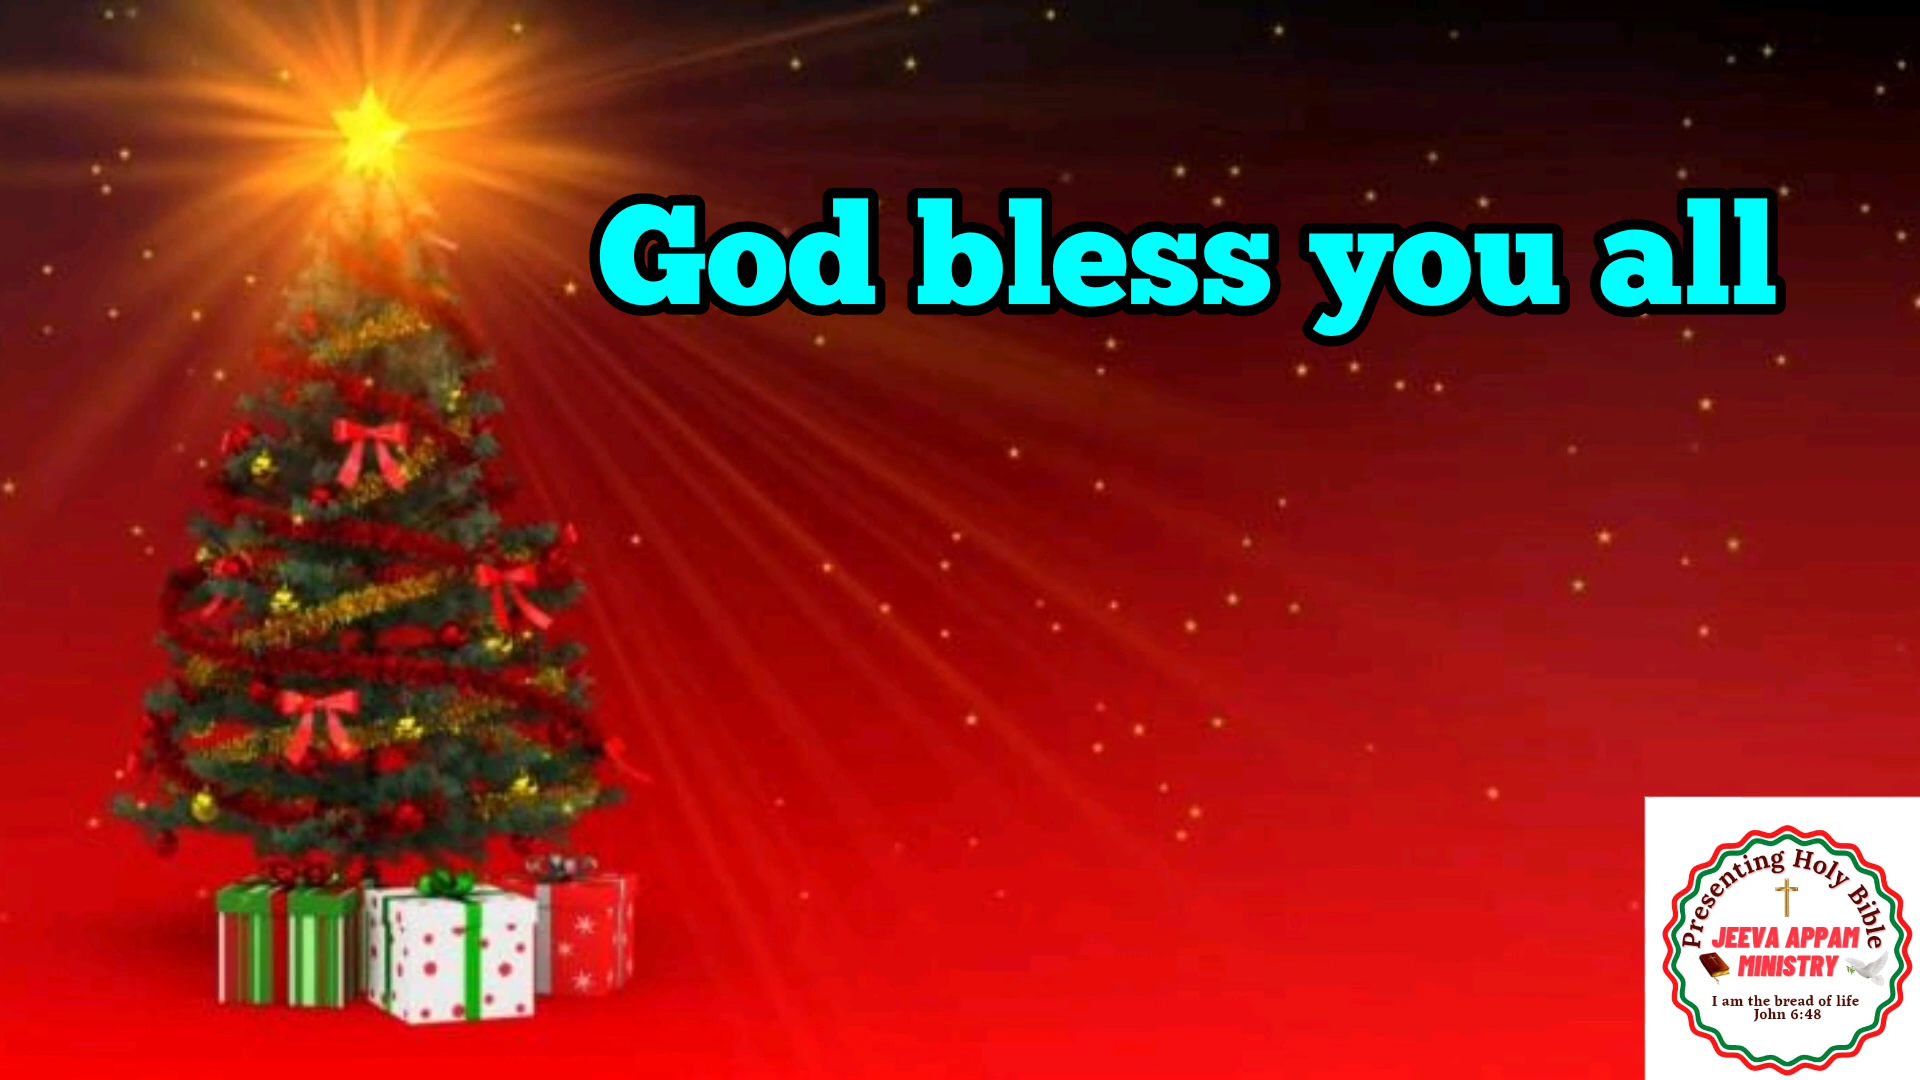 God bless you all
Presenting Holy Bible
JEEVA APPAM
MINISTRY
I am the bread of life
John 6:48